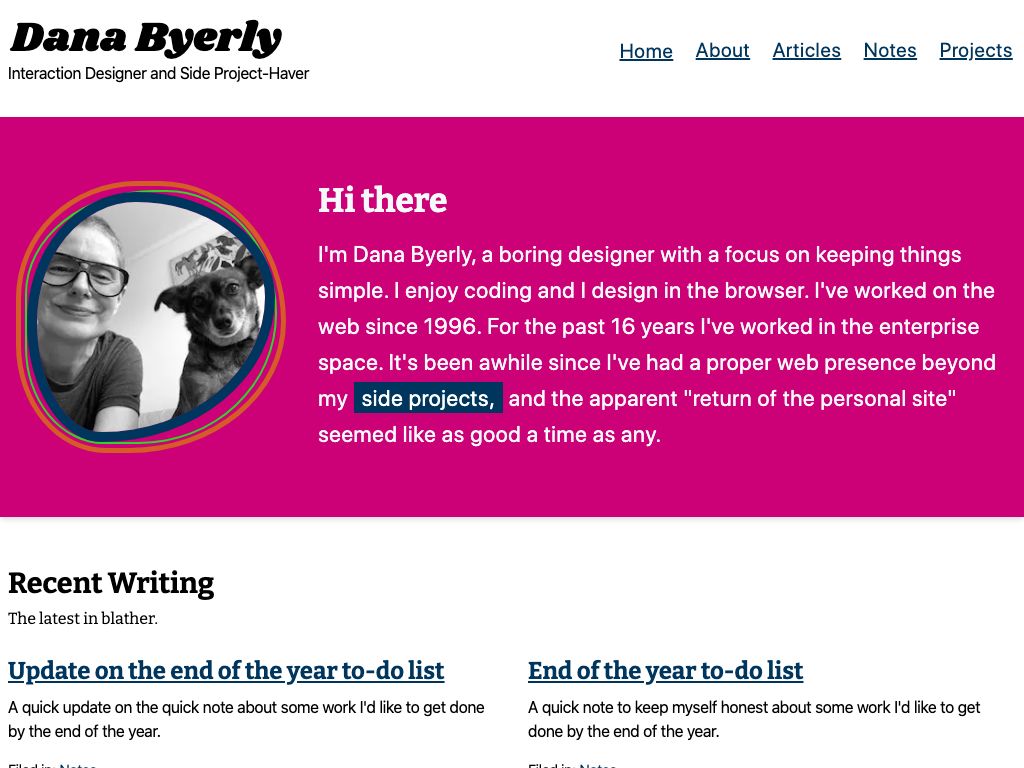 Dana Byerly
Interaction Designer and Side Project-Haver
Home About Articles Notes Projects
Hi there
I'm Dana Byerly, a boring designer with a focus on keeping things
simple. I enjoy coding and I design in the browser. I've worked on the
web since 1996. For the past 16 years I've worked in the enterprise
space. It's been awhile since I've had a proper web presence beyond
my side projects, and the apparent "return of the personal site"
seemed like as good a time as any.
Recent Writing
The latest in blather.
Update on the end of the year to-do list
A quick update on the quick note about some work I'd like to get done
by the end of the year.
Filed in: Notes
End of the year to-do list
A quick note to keep myself honest about some work I'd like to get
done by the end of the year.
Filed in: Notes